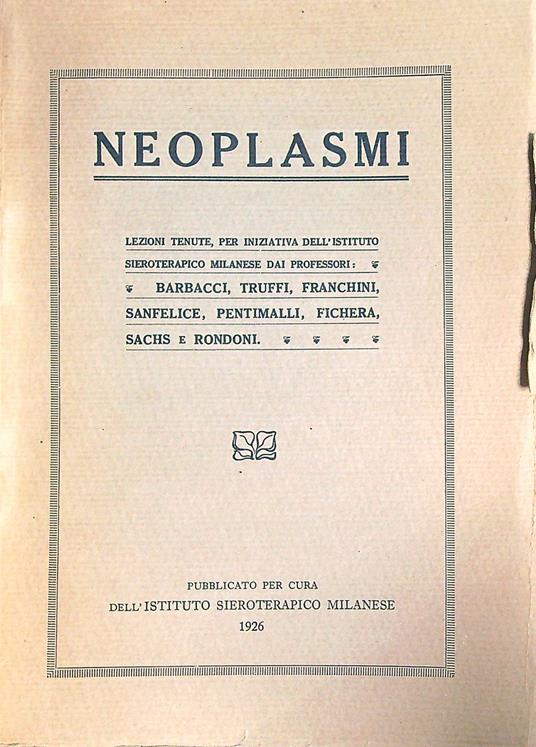 NEOPLASMI
LEZIONI TENUTE, PER INIZIATIVA DELL'ISTITUTO
SIEROTERAPICO MILANESE DAI PROFESSORI:
BARBACCI, TRUFFI, FRANCHINI,
SANFELICE, PENTIMALLI, FICHERA,
SACHS E RONDONI.
PUBBLICATO PER CURA
DELL'ISTITUTO SIEROTERAPICO MILANESE
1926